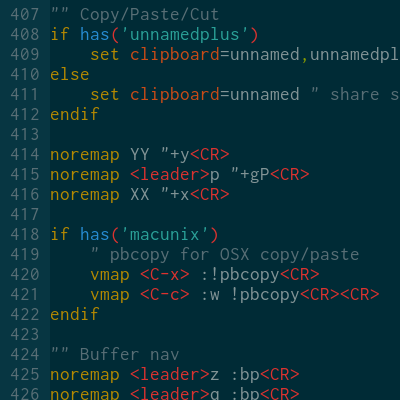 407 "" Copy/Paste/Cut
408 if has('unnamedplus')
409     set clipboard=unnamed,unnamedpl
410 else
411     set clipboard=unnamed " share s
412 endif
413
414 noremap YY "+y<CR>
415 noremap <leader>p "+gP<CR>
416 noremap XX "+x<CR>
417
418 if has('macunix')
419     " pbcopy for OSX copy/paste
420     vmap <C-x> :!pbcopy<CR>
421     vmap <C-c> :w !pbcopy<CR><CR>
422 endif
423
424 "" Buffer nav
425 noremap <leader>z :bp<CR>
426 noremap <leader>q :bp<CR>